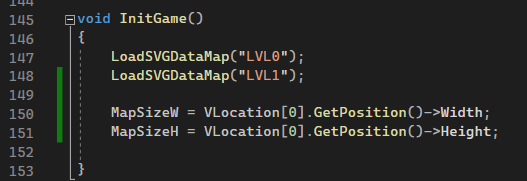 144
145 void InitGame()
146 {
147 LoadSVGDataMap("LVL0");
148 LoadSVGDataMap("LVL1");
149
150 MapSizeW = VLocation[0].GetPosition()->Width;
151 MapSizeH = VLocation[0].GetPosition()->Height;
152
153 }